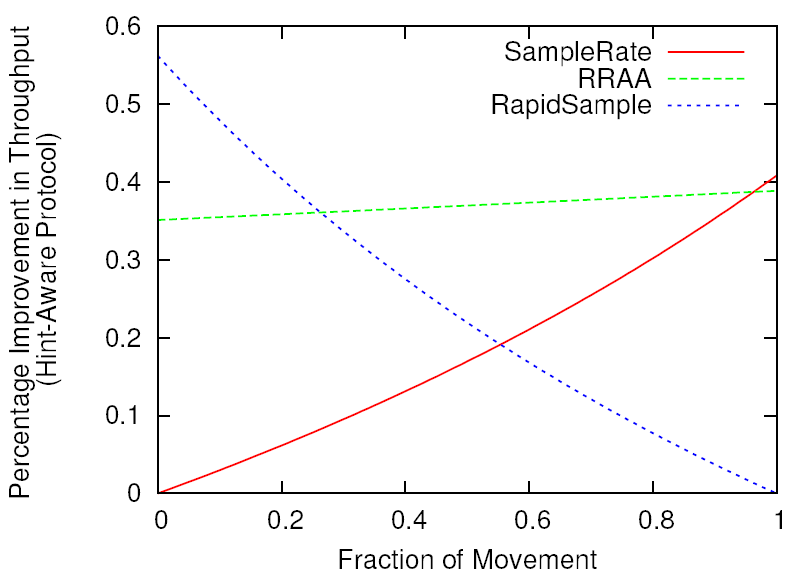 Percentage Improvement in Throughput
(Hint-Aware Protocol)
0.6
0.5
0.4
0.3
0.2
0.1
0
SampleRate
RRAA
RapidSample
0
0.2
0.4
0.6
0.8
1
Fraction of Movement